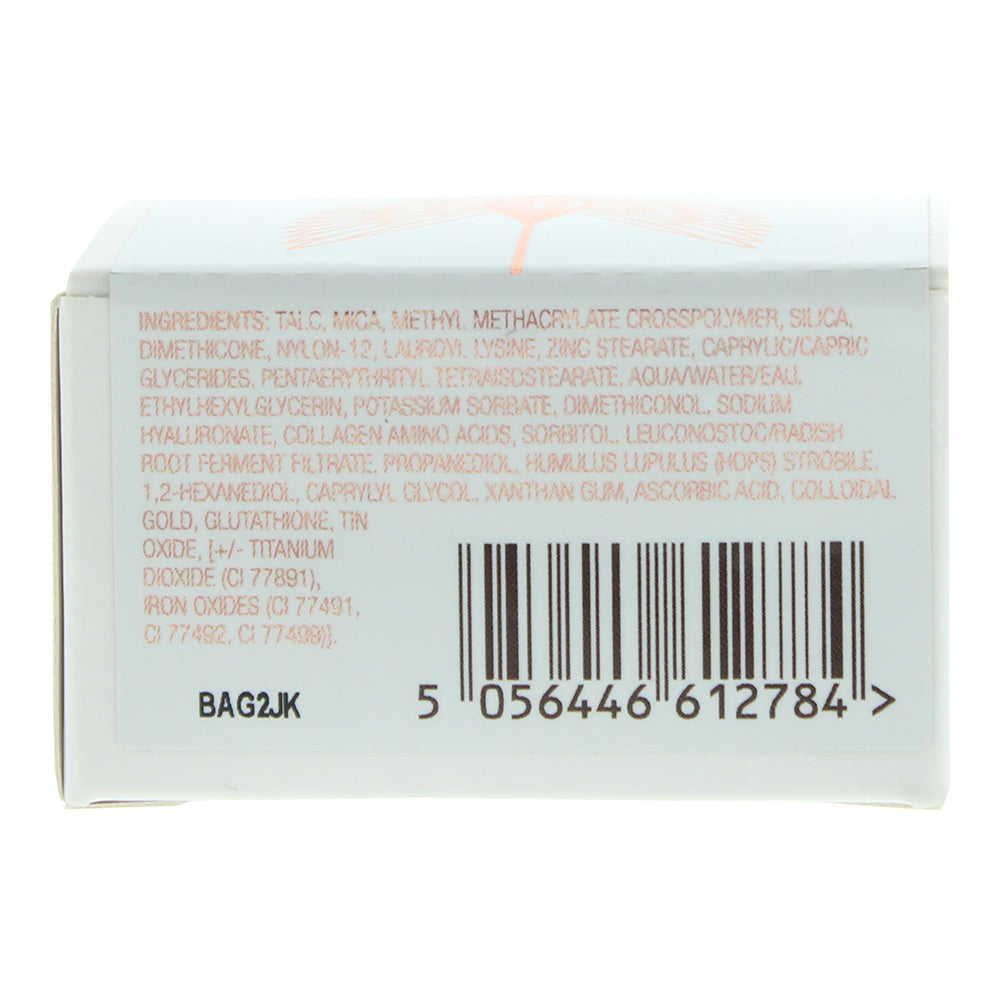 INGREDIENTS: TALC, MICA, METHYL METHACRYLATE CROSSPOLYMER, SILICA,
DIMETHICONE, NYLON-12, LAUROYL LYSINE, ZINC STEARATE, CAPRYLIC/CAPRIC
GLYCERIDES, PENTAERYTHRITYL TETRAISOSTEARATE, AQUA/WATER/EAU,
ETHYLHEXYLGLYCERIN, POTASSIUM SORBATE, DIMETHICONOL, SODIUM
HYALURONATE, COLLAGEN AMINO ACIDS, SORBITOL, LEUCONOSTOC/RADISH
ROOT FERMENT FILTRATE, PROPANEDIOL, HUMULUS LUPULUS (HOPS) STROBILE,
1,2-HEXANEDIOL, CAPRYLYL GLYCOL, XANTHAN GUM, ASCORBIC ACID, COLLOIDAL
GOLD, GLUTATHIONE, TIN
OXIDE, [+/- TITANIUM
DIOXIDE (CI 77891),
IRON OXIDES (CI 77491,
CI 77492, CI 77499)].
BAG2JK
5 056446 612784 >